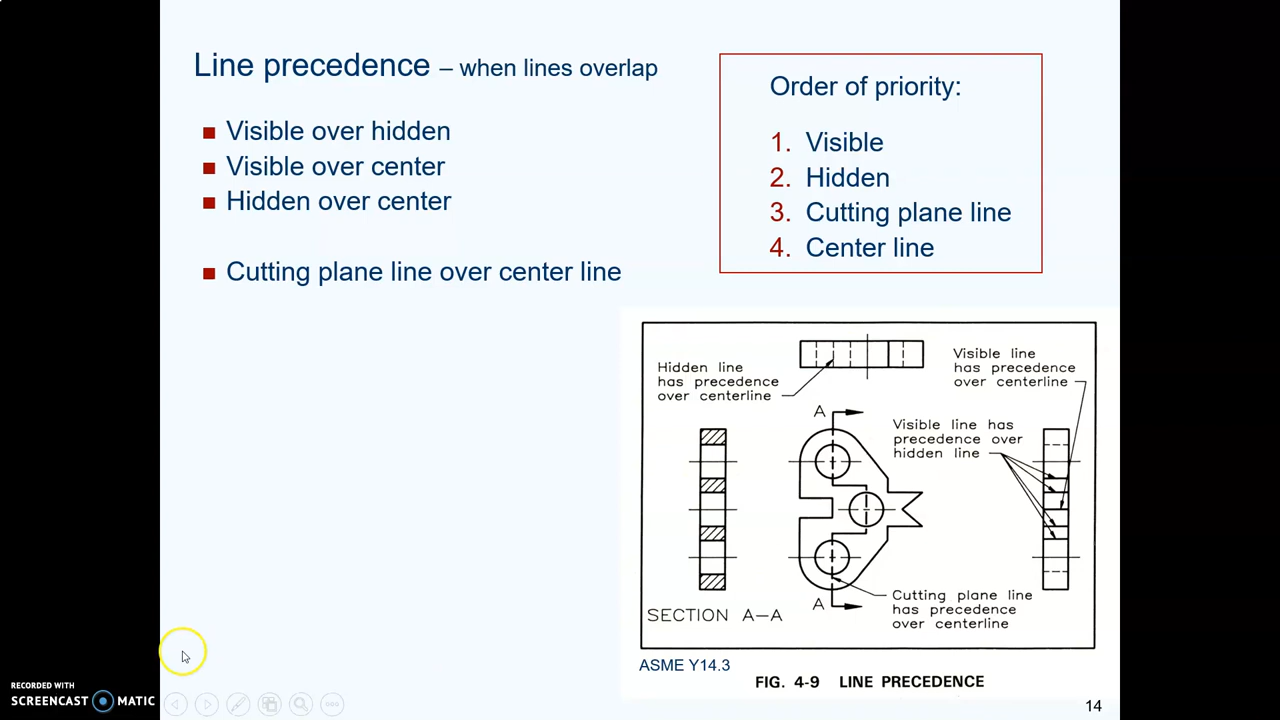 Line precedence – when lines overlap
Visible over hidden
Visible over center
Hidden over center
Cutting plane line over center line
Order of priority:
1. Visible
2. Hidden
3. Cutting plane line
4. Center line
Hidden line
has precedence
over centerline
Visible line
has precedence
over centerline
A
Visible line has
precedence over
hidden line
A
Cutting plane line
has precedence
over centerline
SECTION A–A
ASME Y14.3
FIG. 4-9 LINE PRECEDENCE
14
RECORDED WITH
SCREENCAST MATIC